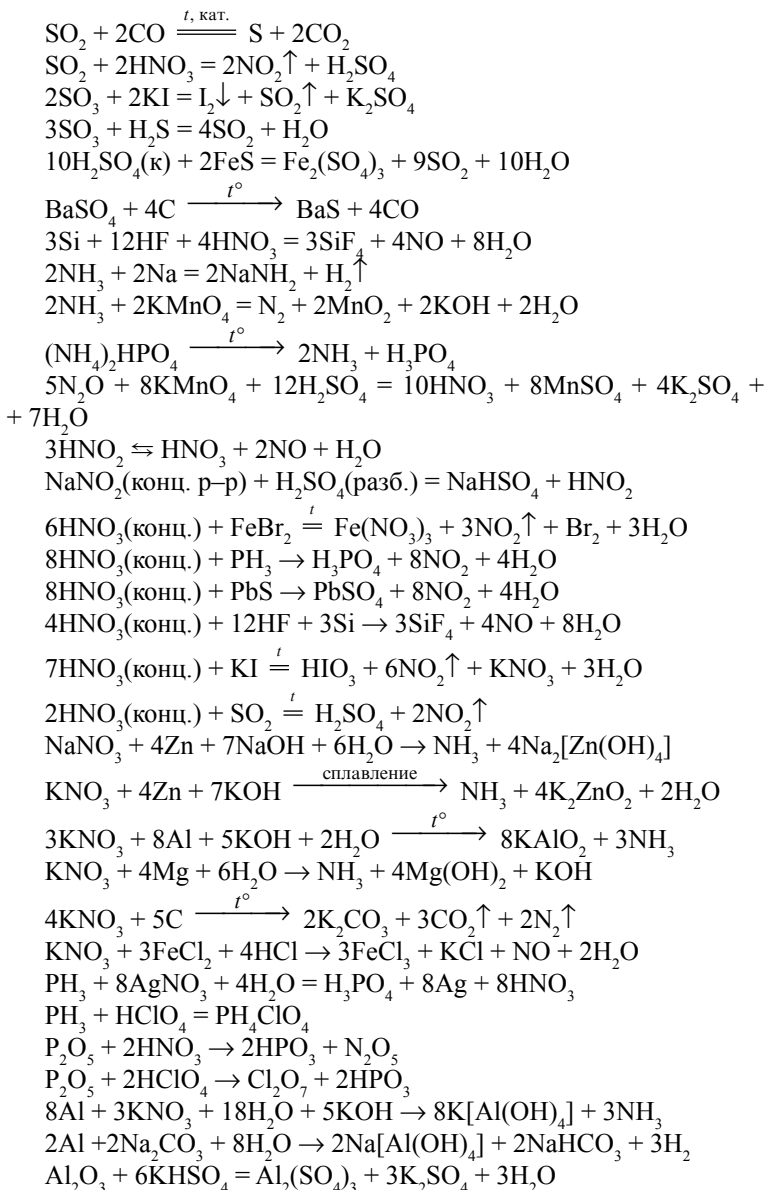 SO₂ + 2CO =(t, кат.)= S + 2CO₂
SO₂ + 2HNO₃ = 2NO₂↑ + H₂SO₄
2SO₃ + 2KI = I₂↓ + SO₂↑ + K₂SO₄
3SO₃ + H₂S = 4SO₂ + H₂O
10H₂SO₄(к) + 2FeS = Fe₂(SO₄)₃ + 9SO₂ + 10H₂O
BaSO₄ + 4C —t°→ BaS + 4CO
3Si + 12HF + 4HNO₃ = 3SiF₄ + 4NO + 8H₂O
2NH₃ + 2Na = 2NaNH₂ + H₂↑
2NH₃ + 2KMnO₄ = N₂ + 2MnO₂ + 2KOH + 2H₂O
(NH₄)₂HPO₄ —t°→ 2NH₃ + H₃PO₄
5N₂O + 8KMnO₄ + 12H₂SO₄ = 10HNO₃ + 8MnSO₄ + 4K₂SO₄ +
+ 7H₂O
3HNO₂ ⇆ HNO₃ + 2NO + H₂O
NaNO₂(конц. р–р) + H₂SO₄(разб.) = NaHSO₄ + HNO₂
6HNO₃(конц.) + FeBr₂ =(t)= Fe(NO₃)₃ + 3NO₂↑ + Br₂ + 3H₂O
8HNO₃(конц.) + PH₃ → H₃PO₄ + 8NO₂ + 4H₂O
8HNO₃(конц.) + PbS → PbSO₄ + 8NO₂ + 4H₂O
4HNO₃(конц.) + 12HF + 3Si → 3SiF₄ + 4NO + 8H₂O
7HNO₃(конц.) + KI =(t)= HIO₃ + 6NO₂↑ + KNO₃ + 3H₂O
2HNO₃(конц.) + SO₂ =(t)= H₂SO₄ + 2NO₂↑
NaNO₃ + 4Zn + 7NaOH + 6H₂O → NH₃ + 4Na₂[Zn(OH)₄]
KNO₃ + 4Zn + 7KOH —сплавление→ NH₃ + 4K₂ZnO₂ + 2H₂O
3KNO₃ + 8Al + 5KOH + 2H₂O —t°→ 8KAlO₂ + 3NH₃
KNO₃ + 4Mg + 6H₂O → NH₃ + 4Mg(OH)₂ + KOH
4KNO₃ + 5C —t°→ 2K₂CO₃ + 3CO₂↑ + 2N₂↑
KNO₃ + 3FeCl₂ + 4HCl → 3FeCl₃ + KCl + NO + 2H₂O
PH₃ + 8AgNO₃ + 4H₂O = H₃PO₄ + 8Ag + 8HNO₃
PH₃ + HClO₄ = PH₄ClO₄
P₂O₅ + 2HNO₃ → 2HPO₃ + N₂O₅
P₂O₅ + 2HClO₄ → Cl₂O₇ + 2HPO₃
8Al + 3KNO₃ + 18H₂O + 5KOH → 8K[Al(OH)₄] + 3NH₃
2Al +2Na₂CO₃ + 8H₂O → 2Na[Al(OH)₄] + 2NaHCO₃ + 3H₂
Al₂O₃ + 6KHSO₄ = Al₂(SO₄)₃ + 3K₂SO₄ + 3H₂O